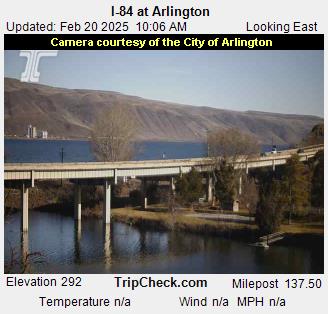 I-84 at Arlington
Updated: Feb 20 2025 10:06 AM Looking East
Camera courtesy of the City of Arlington
Elevation 292 TripCheck.com Milepost 137.50
Temperature n/a Wind n/a MPH n/a